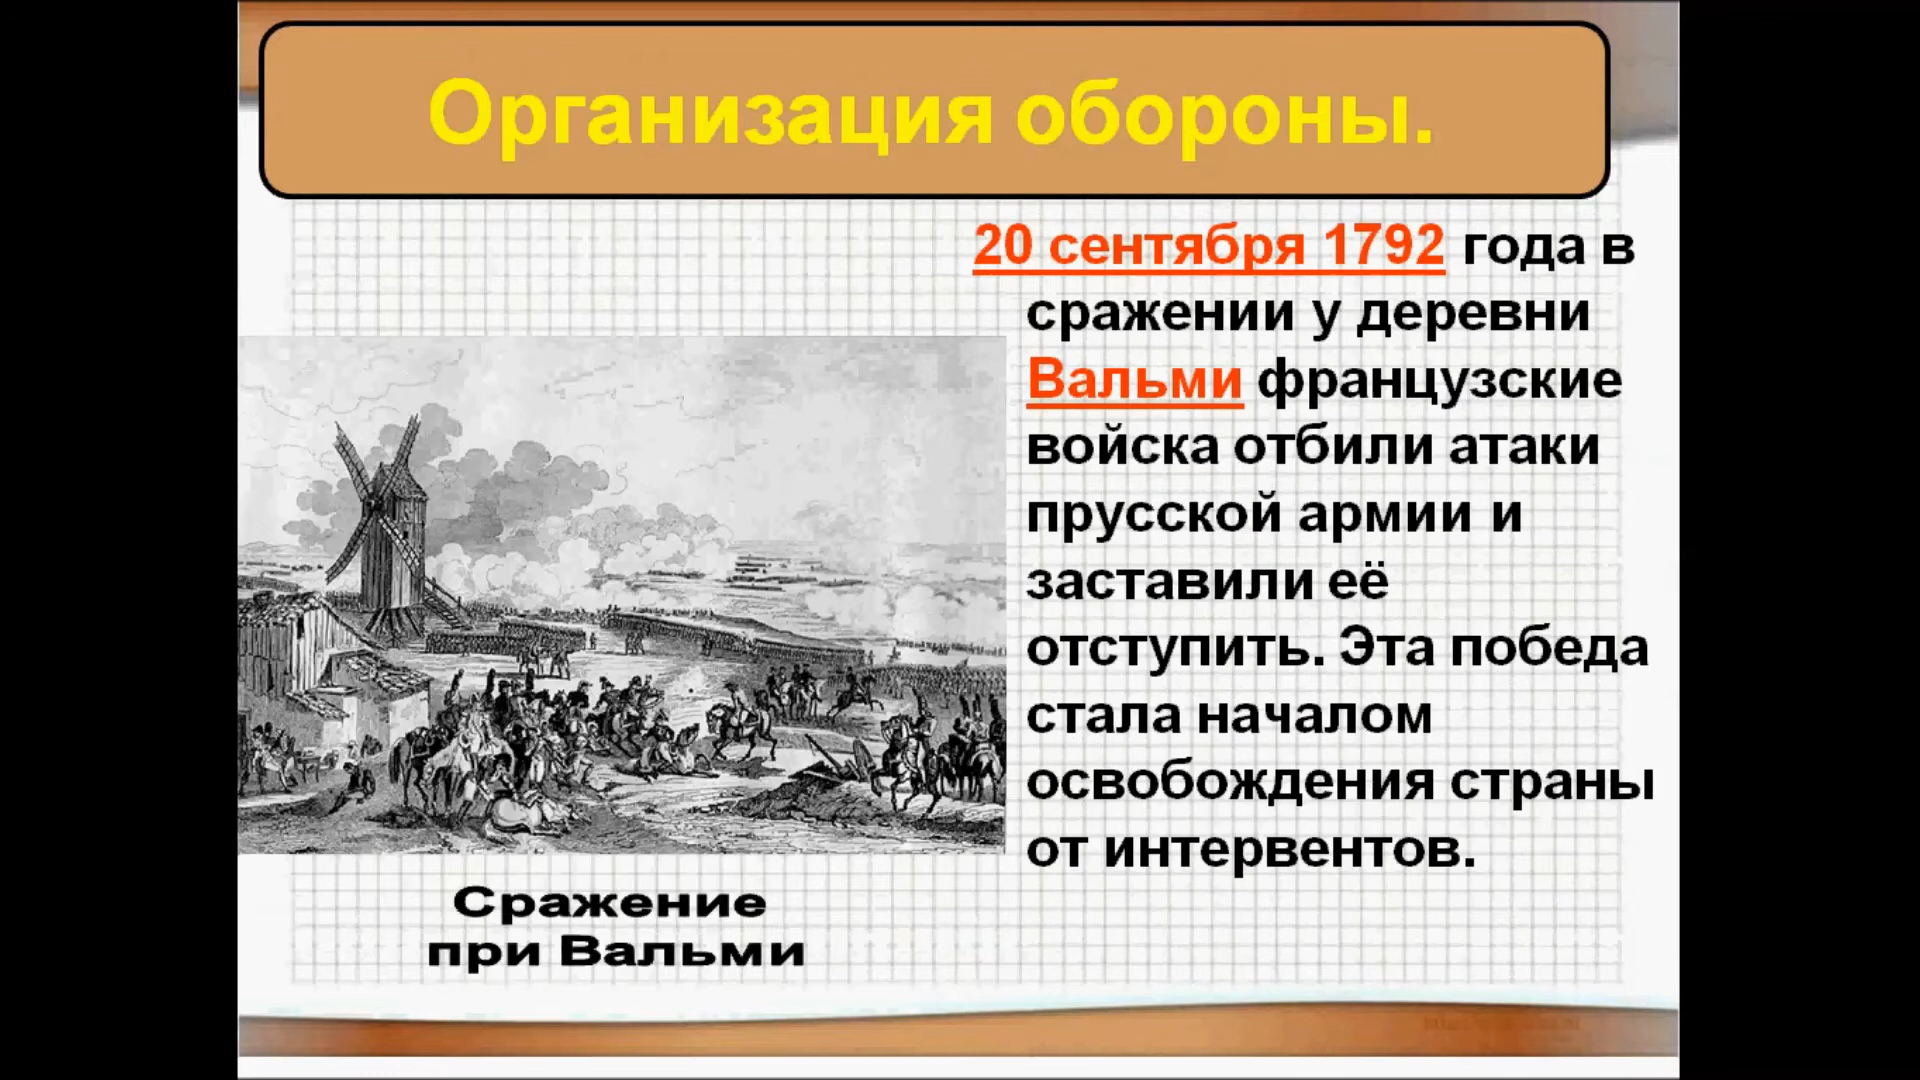 Организация обороны.
20 сентября 1792 года в
сражении у деревни
Вальми французские
войска отбили атаки
прусской армии и
заставили её
отступить. Эта победа
стала началом
освобождения страны
от интервентов.
Сражение
при Вальми